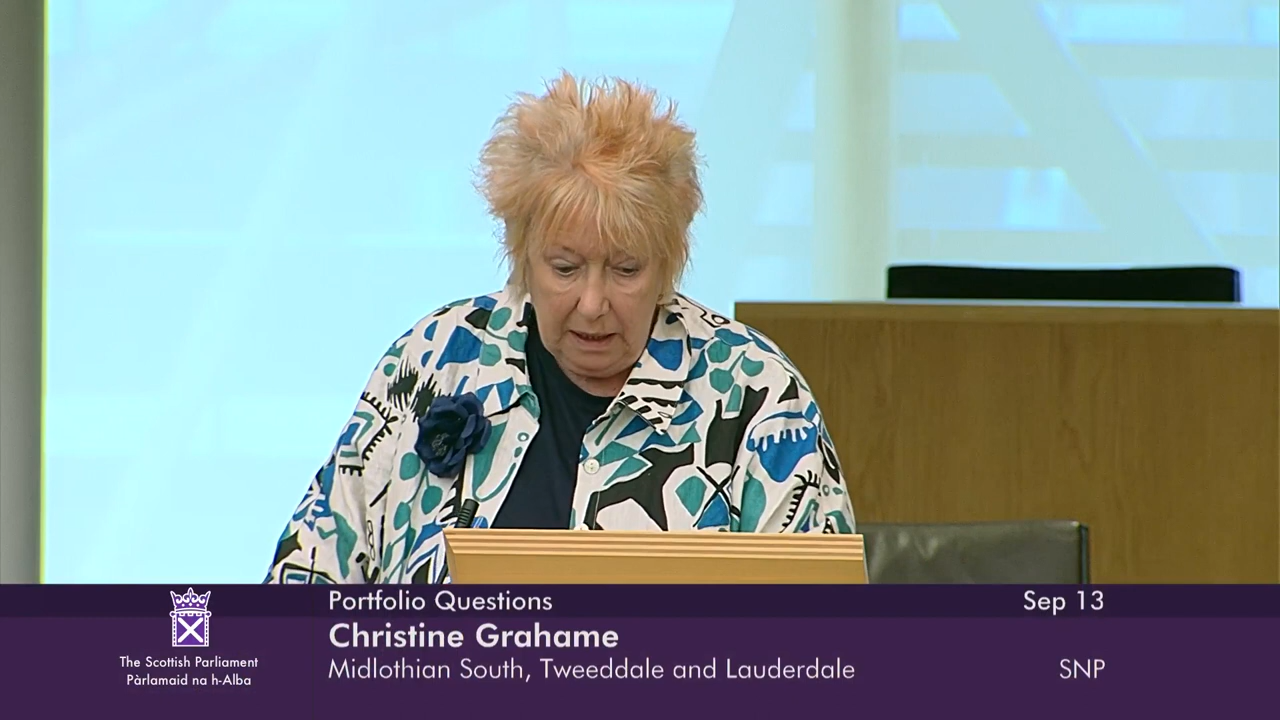 Portfolio Questions
Sep 13
Christine Grahame
Midlothian South, Tweeddale and Lauderdale
SNP
The Scottish Parliament
Pàrlamaid na h-Alba